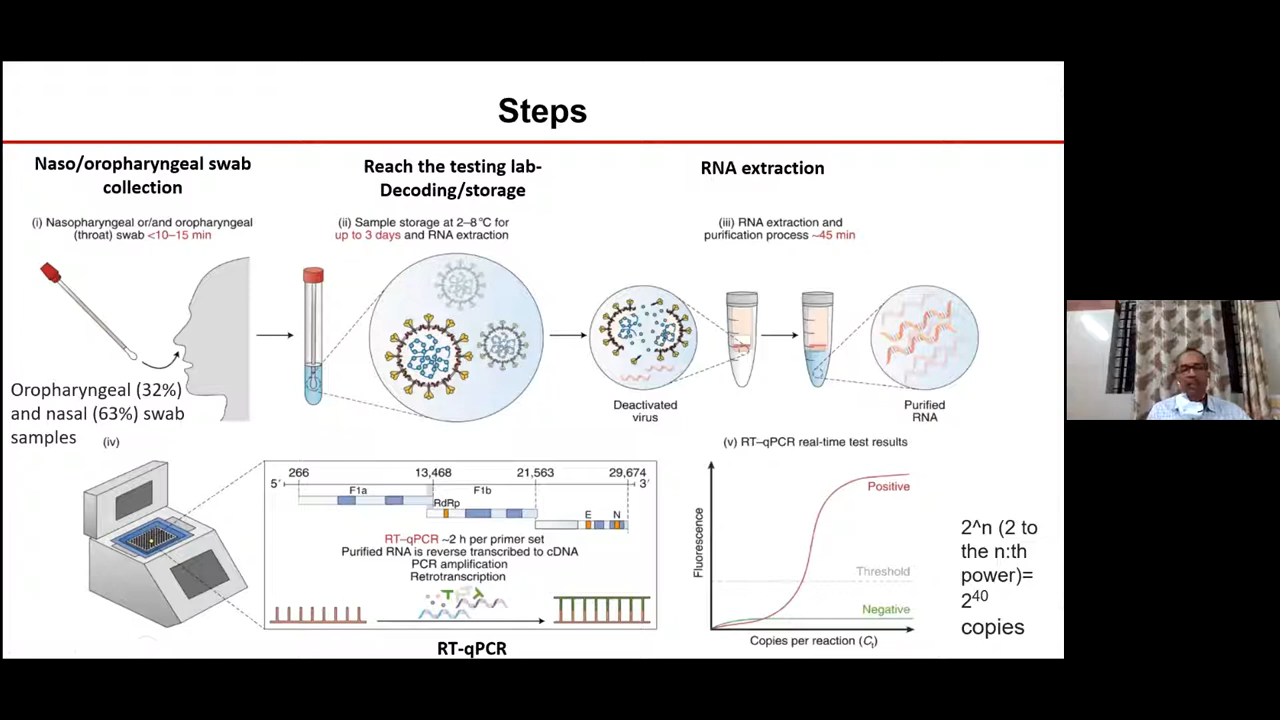 Steps
Naso/oropharyngeal swab
collection
Reach the testing lab-
Decoding/storage
RNA extraction
(i) Nasopharyngeal or/and oropharyngeal
(throat) swab <10–15 min
(ii) Sample storage at 2–8 °C for
up to 3 days and RNA extraction
(iii) RNA extraction and
purification process ~45 min
Oropharyngeal (32%)
and nasal (63%) swab
samples
Deactivated
virus
Purified
RNA
(iv)
266 13,468 21,563 29,674
5′ 3′
F1a F1b
RdRp
E N
RT–qPCR ~2 h per primer set
Purified RNA is reverse transcribed to cDNA
PCR amplification
Retrotranscription
RT-qPCR
(v) RT–qPCR real-time test results
Fluorescence
Positive
Threshold
Negative
Copies per reaction (Ct)
2^n (2 to
the n:th
power)=
2^40
copies